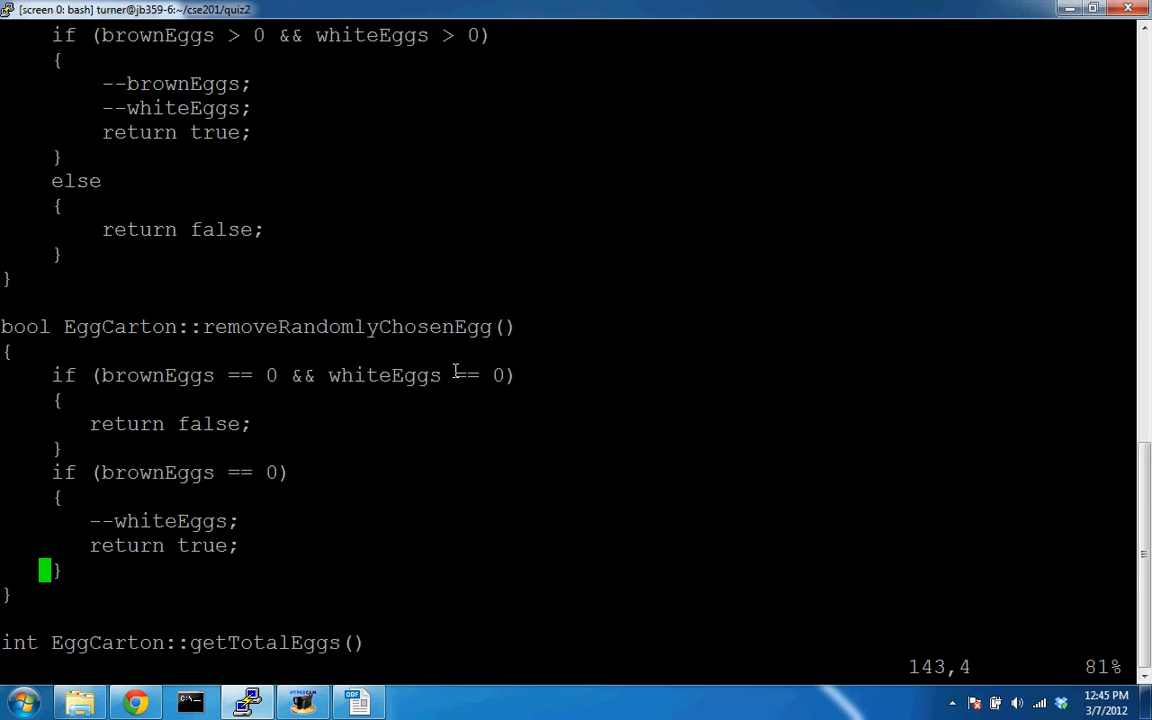 [screen 0: bash] turner@jb359-6:~/cse201/quiz2
if (brownEggs > 0 && whiteEggs > 0)
{
--brownEggs;
--whiteEggs;
return true;
}
else
{
return false;
}
}
bool EggCarton::removeRandomlyChosenEgg()
{
if (brownEggs == 0 && whiteEggs == 0)
{
return false;
}
if (brownEggs == 0)
{
--whiteEggs;
return true;
}
}
int EggCarton::getTotalEggs()
143,4 81%
C:\_
HYPERCAM
ODF
12:45 PM
3/7/2012